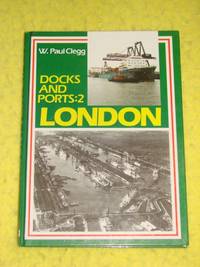 W. Paul Clegg
DOCKS
AND
PORTS:2
LONDON